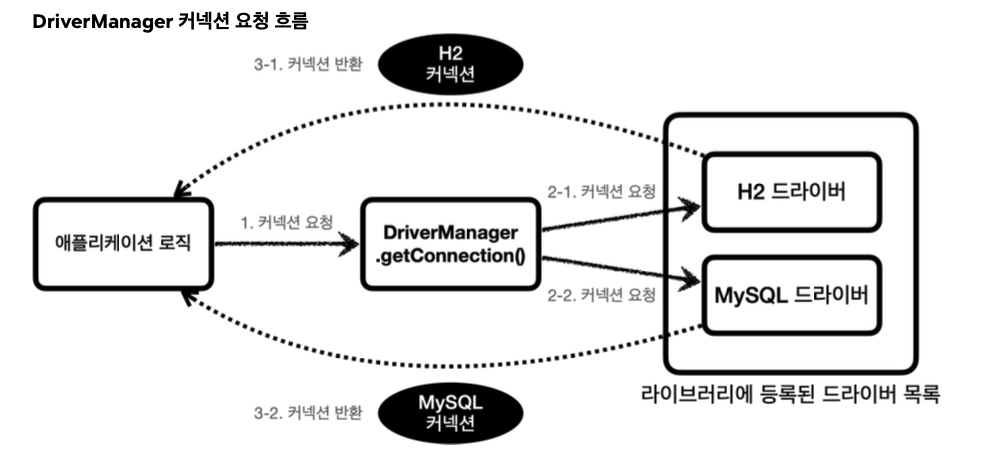 DriverManager 커넥션 요청 흐름
3-1. 커넥션 반환
H2
커넥션
애플리케이션 로직
1. 커넥션 요청
DriverManager
.getConnection()
2-1. 커넥션 요청
H2 드라이버
2-2. 커넥션 요청
MySQL 드라이버
라이브러리에 등록된 드라이버 목록
3-2. 커넥션 반환
MySQL
커넥션